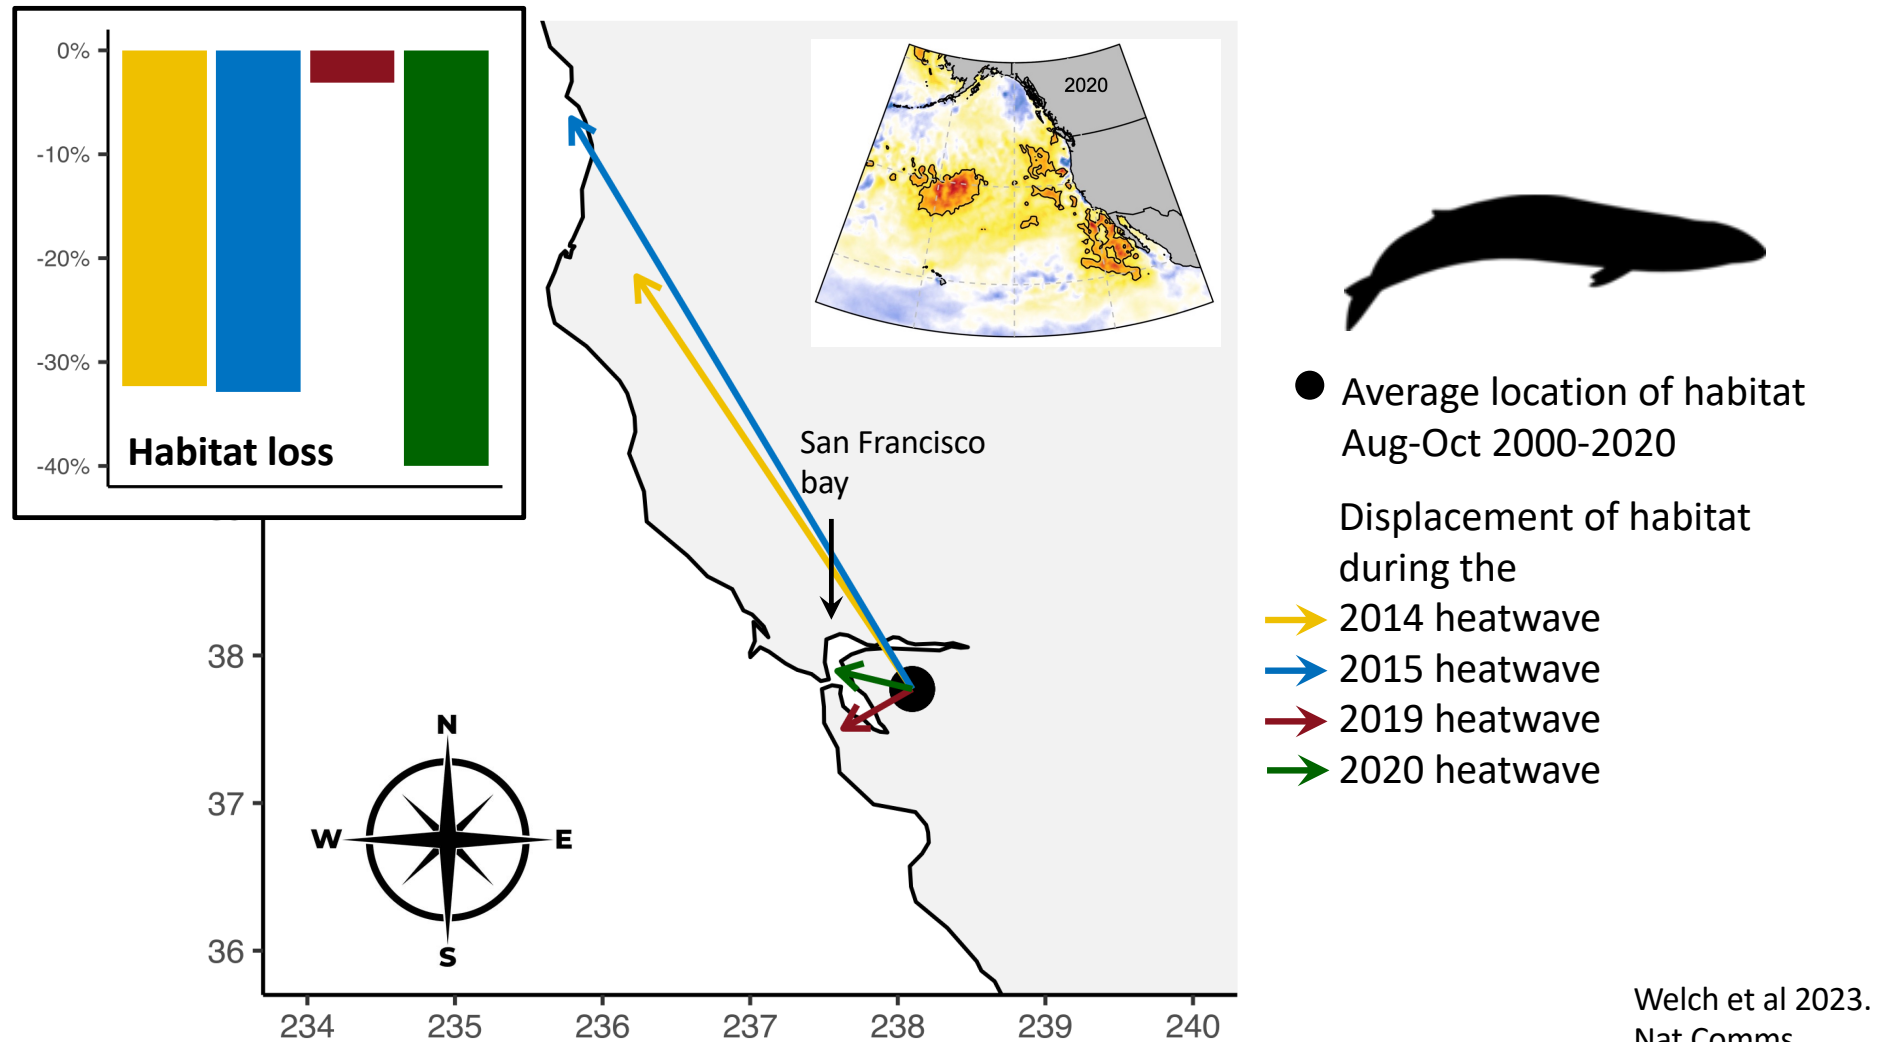 0%
-10%
-20%
-30%
-40%
Habitat loss
2020
San Francisco
bay
38
37
36
N
W
E
S
234
235
236
237
238
239
240
Average location of habitat
Aug-Oct 2000-2020
Displacement of habitat
during the
2014 heatwave
2015 heatwave
2019 heatwave
2020 heatwave
Welch et al 2023.
Nat Comms